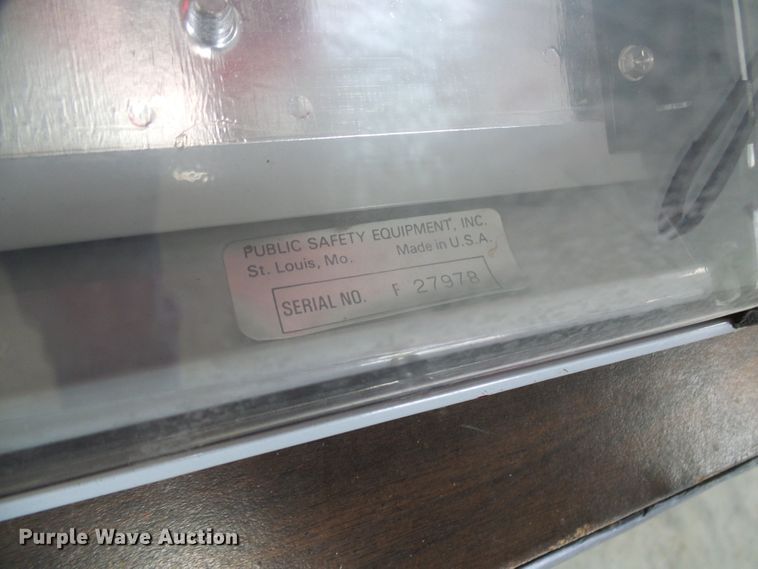 PUBLIC SAFETY EQUIPMENT, INC.
St. Louis, Mo. Made in U.S.A.
SERIAL NO. F 27978
Purple Wave Auction